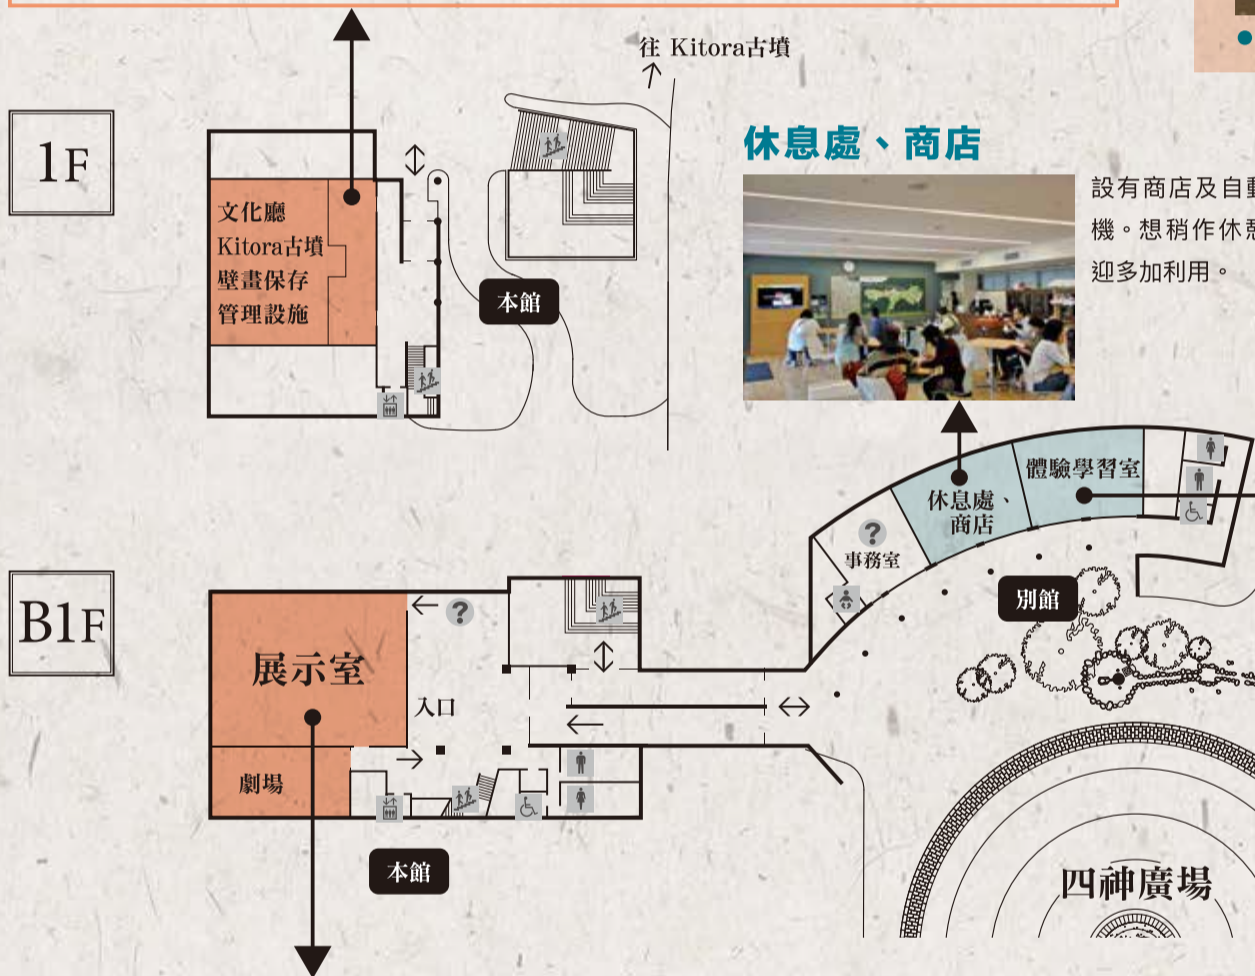 往 Kitora古墳
1F
休息處、商店
設有商店及自動
機。想稍作休憩
迎多加利用。
文化廳
Kitora古墳
壁畫保存
管理設施
本館
體驗學習室
休息處、
商店
?
事務室
B1F
別館
?
展示室
入口
劇場
本館
四神廣場